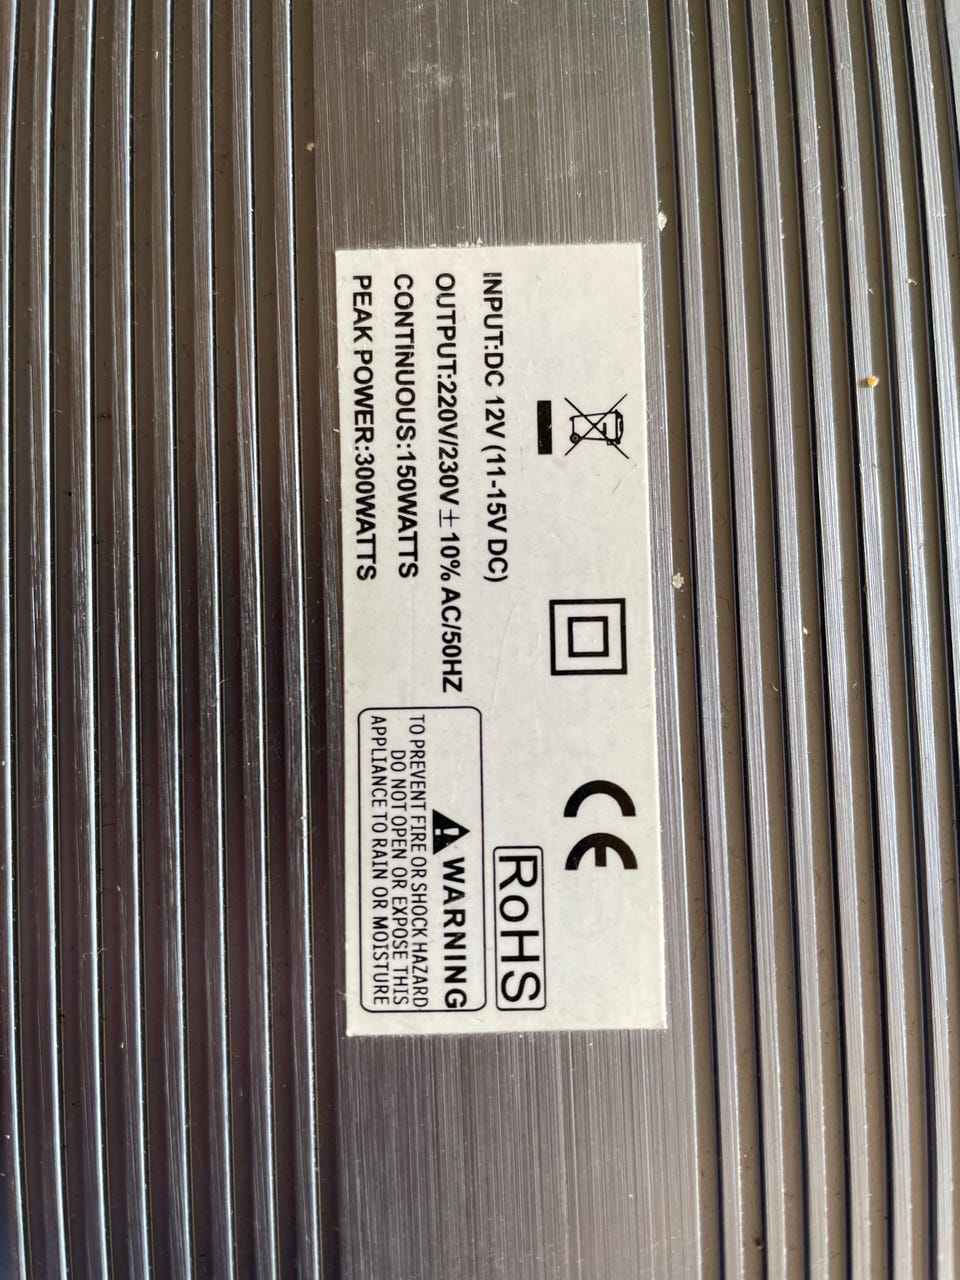 CE
RoHS
INPUT:DC 12V (11-15V DC)
OUTPUT:220V/230V ± 10% AC/50HZ
CONTINUOUS:150WATTS
PEAK POWER:300WATTS
WARNING
TO PREVENT FIRE OR SHOCK HAZARD
DO NOT OPEN OR EXPOSE THIS
APPLIANCE TO RAIN OR MOISTURE